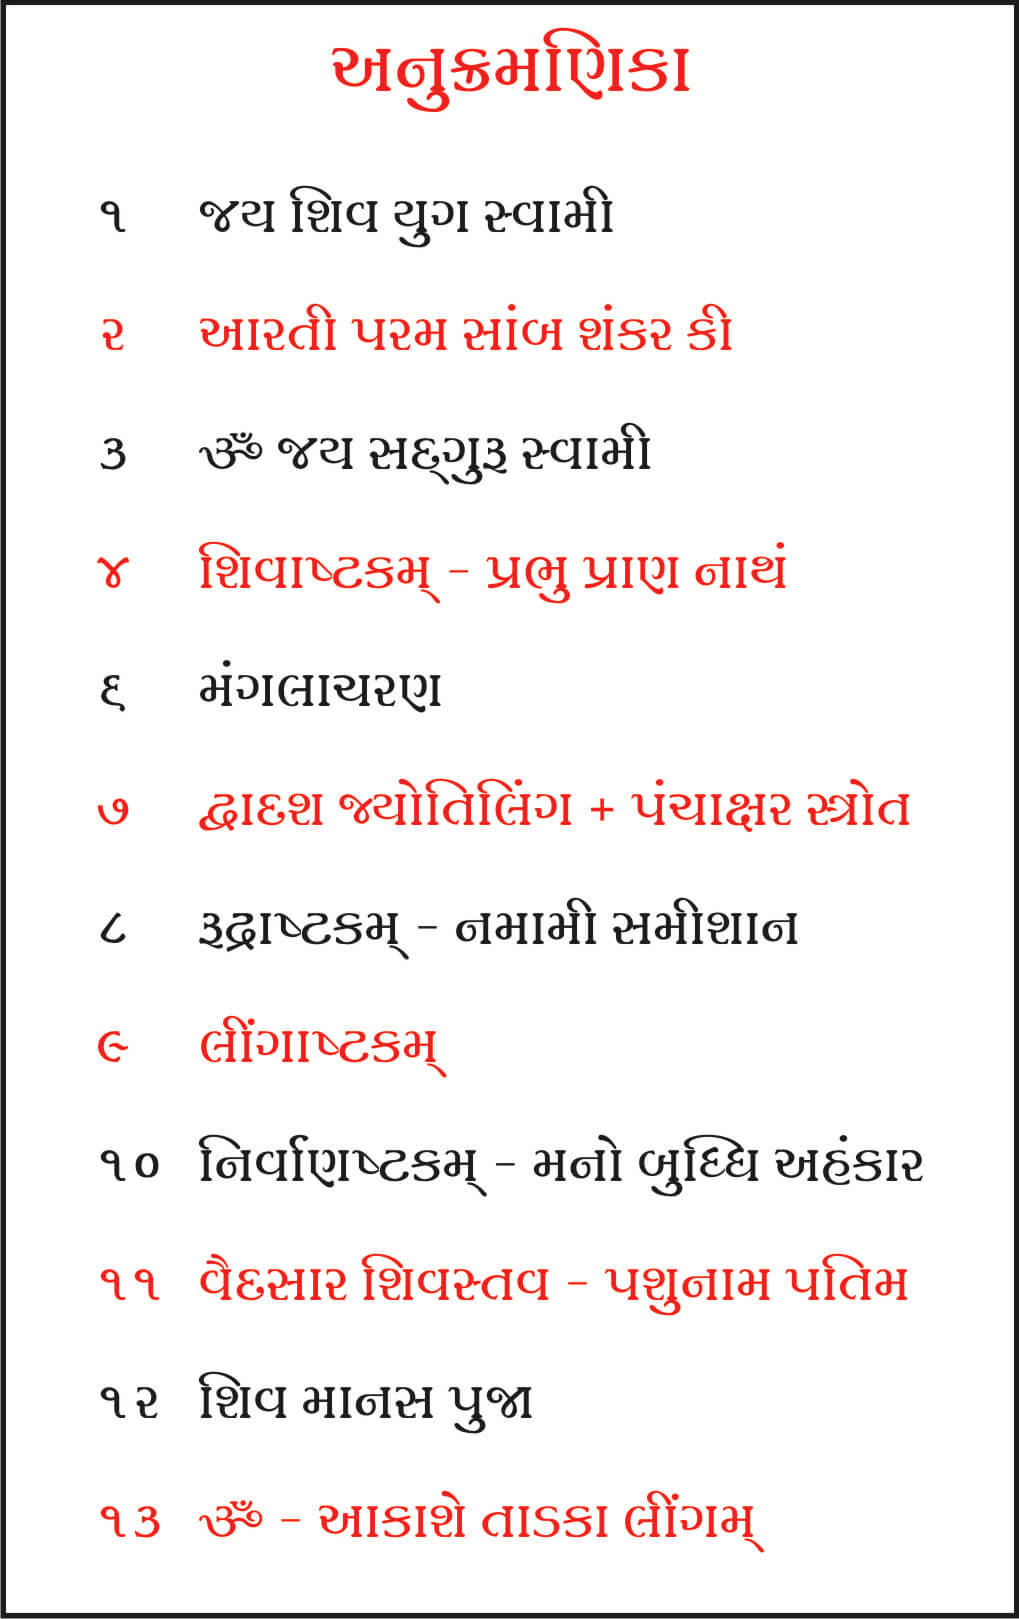 અનુક્રમણિકા
૧ જય શિવ યુગ સ્વામી
૨ આરતી પરમ સાંબ શંકર કી
૩ ૐ જય સદ્‌ગુરૂ સ્વામી
૪ શિવાષ્ટકમ્ - પ્રભુ પ્રાણ નાથં
૬ મંગલાચરણ
૭ દ્વાદશ જ્યોતિલિંગ + પંચાક્ષર સ્ત્રોત
૮ રૂદ્રાષ્ટકમ્ - નમામી સમીશાન
૯ લીંગાષ્ટકમ્
૧૦ નિર્વાણષ્ટકમ્ - મનો બુધ્ધિ અહંકાર
૧૧ વૈદસાર શિવસ્તવ - પશુનામ પતિમ
૧૨ શિવ માનસ પુજા
૧૩ ૐ - આકાશે તાડકા લીંગમ્